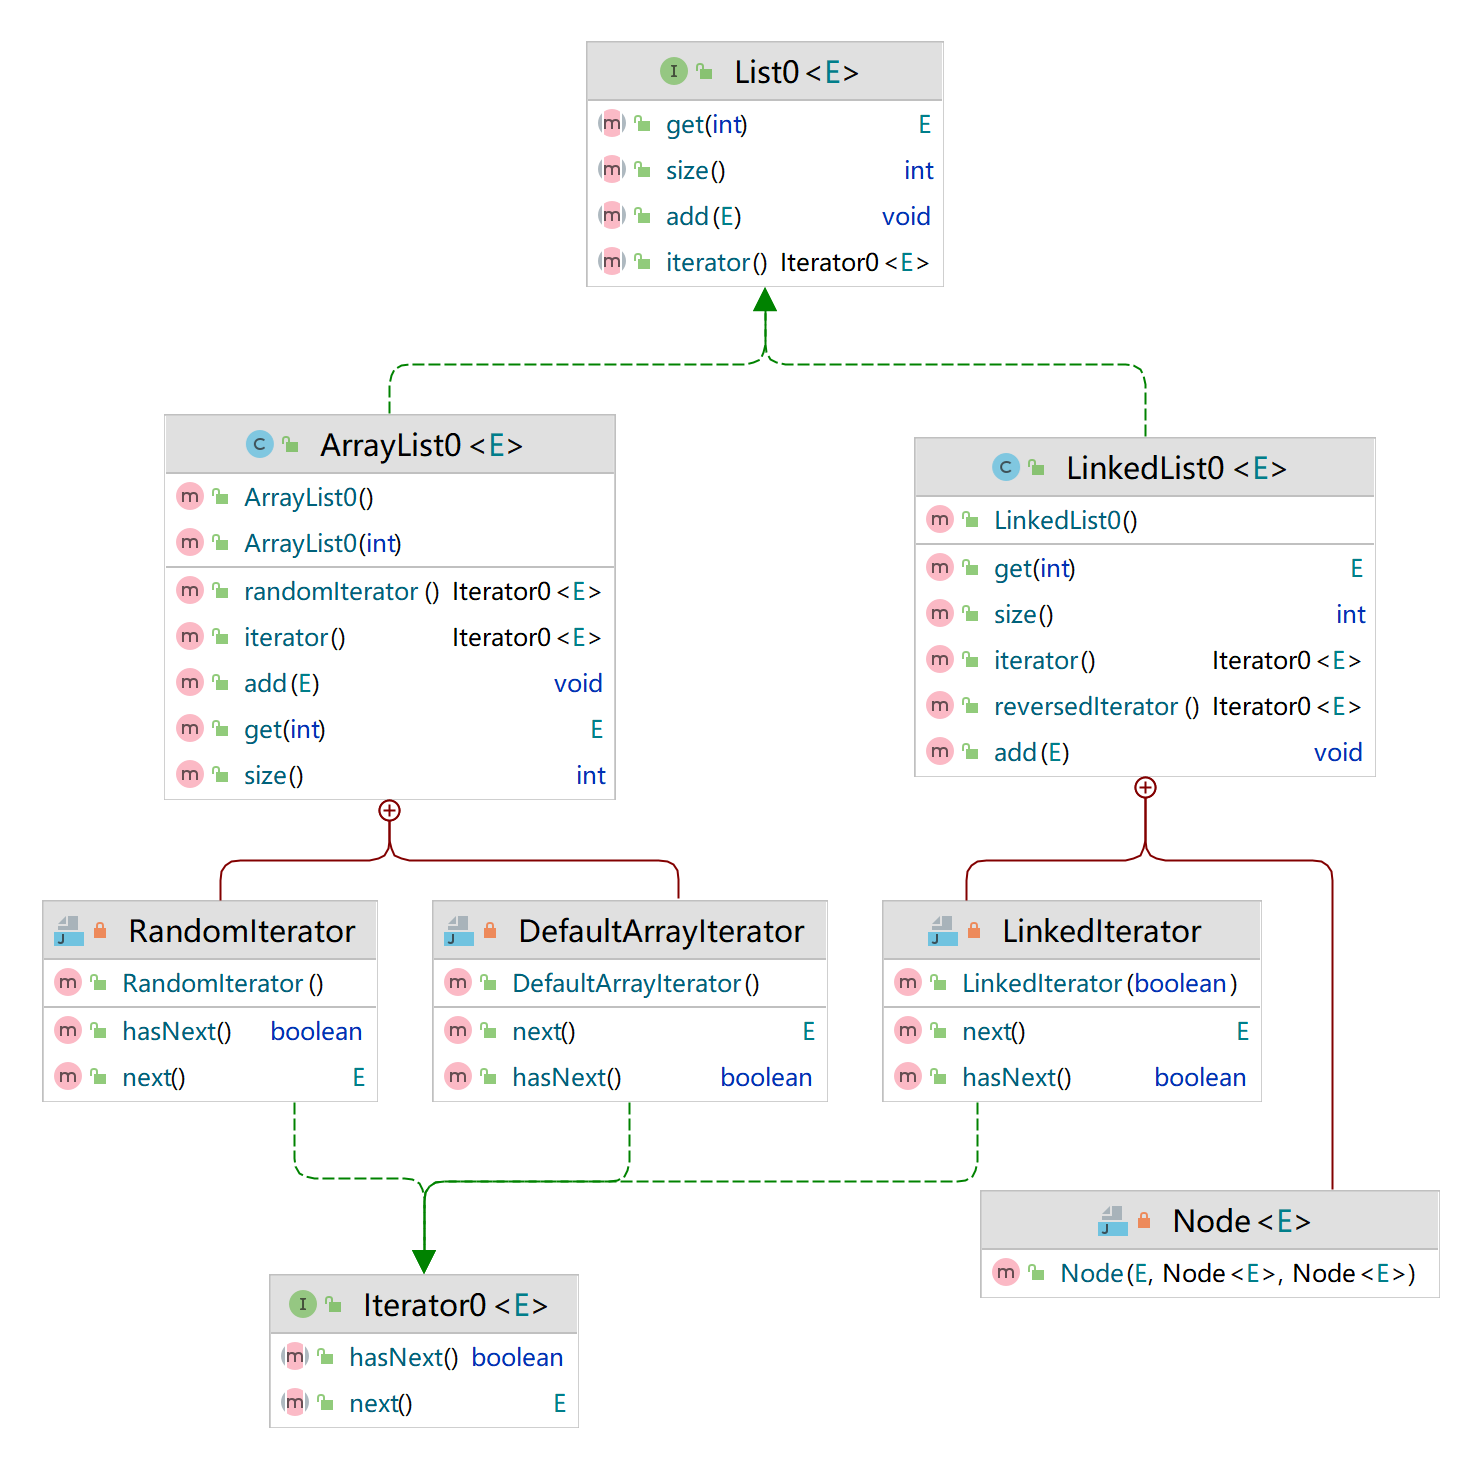 List0<E>
get(int) E
size() int
add(E) void
iterator() Iterator0<E>
ArrayList0<E>
ArrayList0()
ArrayList0(int)
randomIterator() Iterator0<E>
iterator() Iterator0<E>
add(E) void
get(int) E
size() int
LinkedList0<E>
LinkedList0()
get(int) E
size() int
iterator() Iterator0<E>
reversedIterator() Iterator0<E>
add(E) void
RandomIterator
RandomIterator()
hasNext() boolean
next() E
DefaultArrayIterator
DefaultArrayIterator()
next() E
hasNext() boolean
LinkedIterator
LinkedIterator(boolean)
next() E
hasNext() boolean
Node<E>
Node(E, Node<E>, Node<E>)
Iterator0<E>
hasNext() boolean
next() E